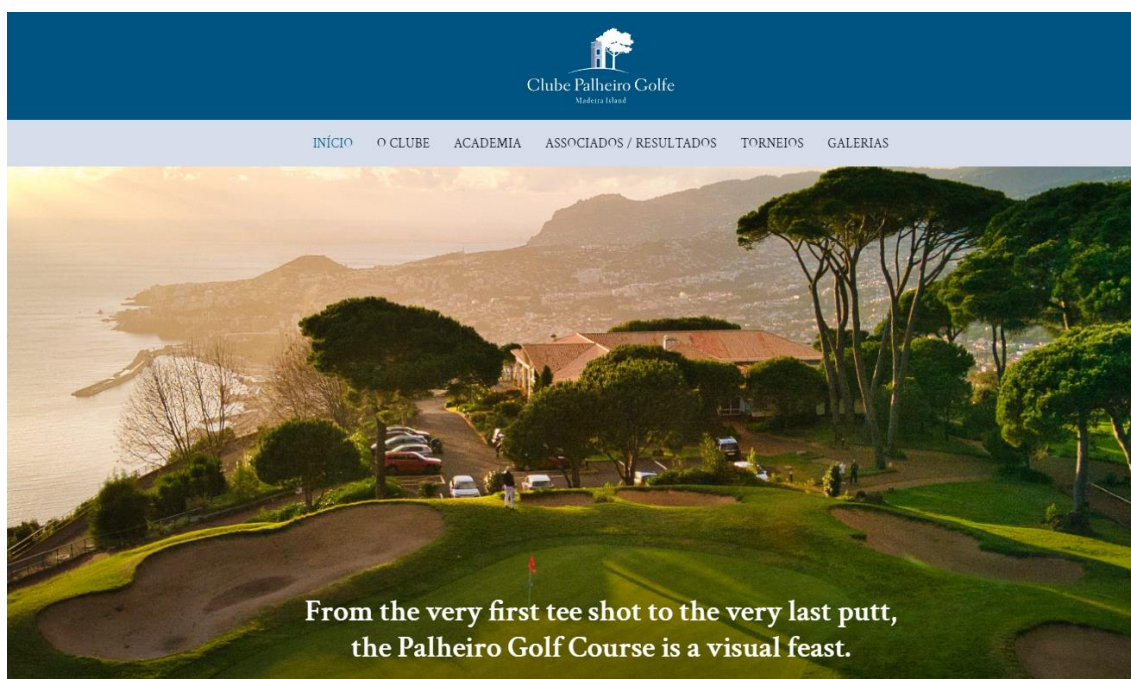 Clube Palheiro Golfe
Madeira Island
INÍCIO O CLUBE ACADEMIA ASSOCIADOS / RESULTADOS TORNEIOS GALERIAS
From the very first tee shot to the very last putt,
the Palheiro Golf Course is a visual feast.